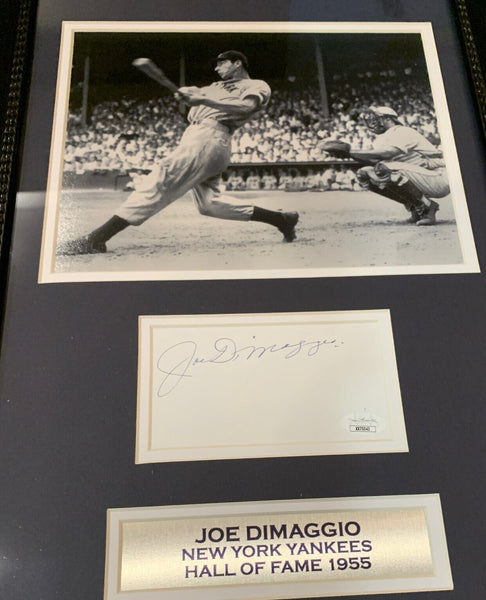 Joe DiMaggio
JOE DIMAGGIO
NEW YORK YANKEES
HALL OF FAME 1955